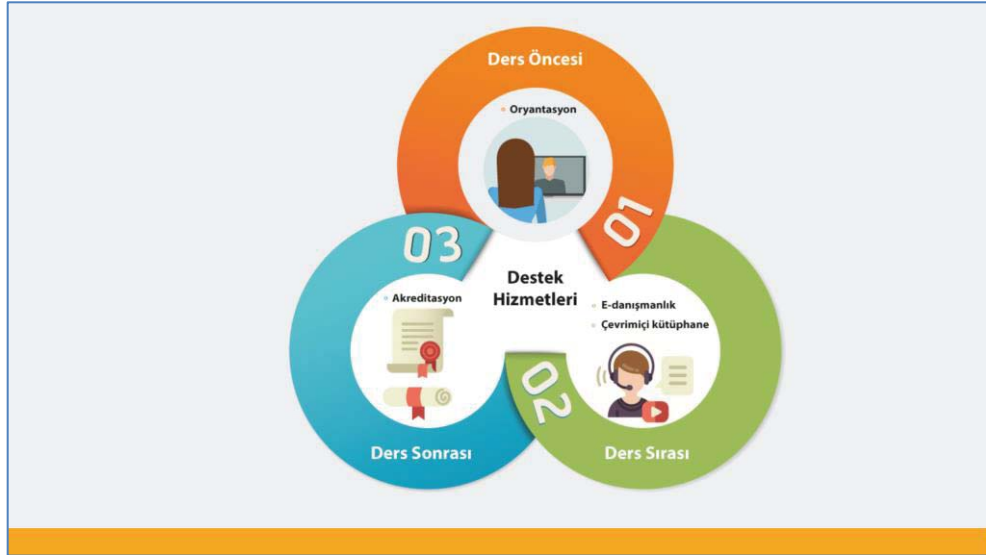 Ders Öncesi
• Oryantasyon
01
Destek
Hizmetleri
• E-danışmanlık
• Çevrimiçi kütüphane
02
Ders Sırası
03
• Akreditasyon
Ders Sonrası